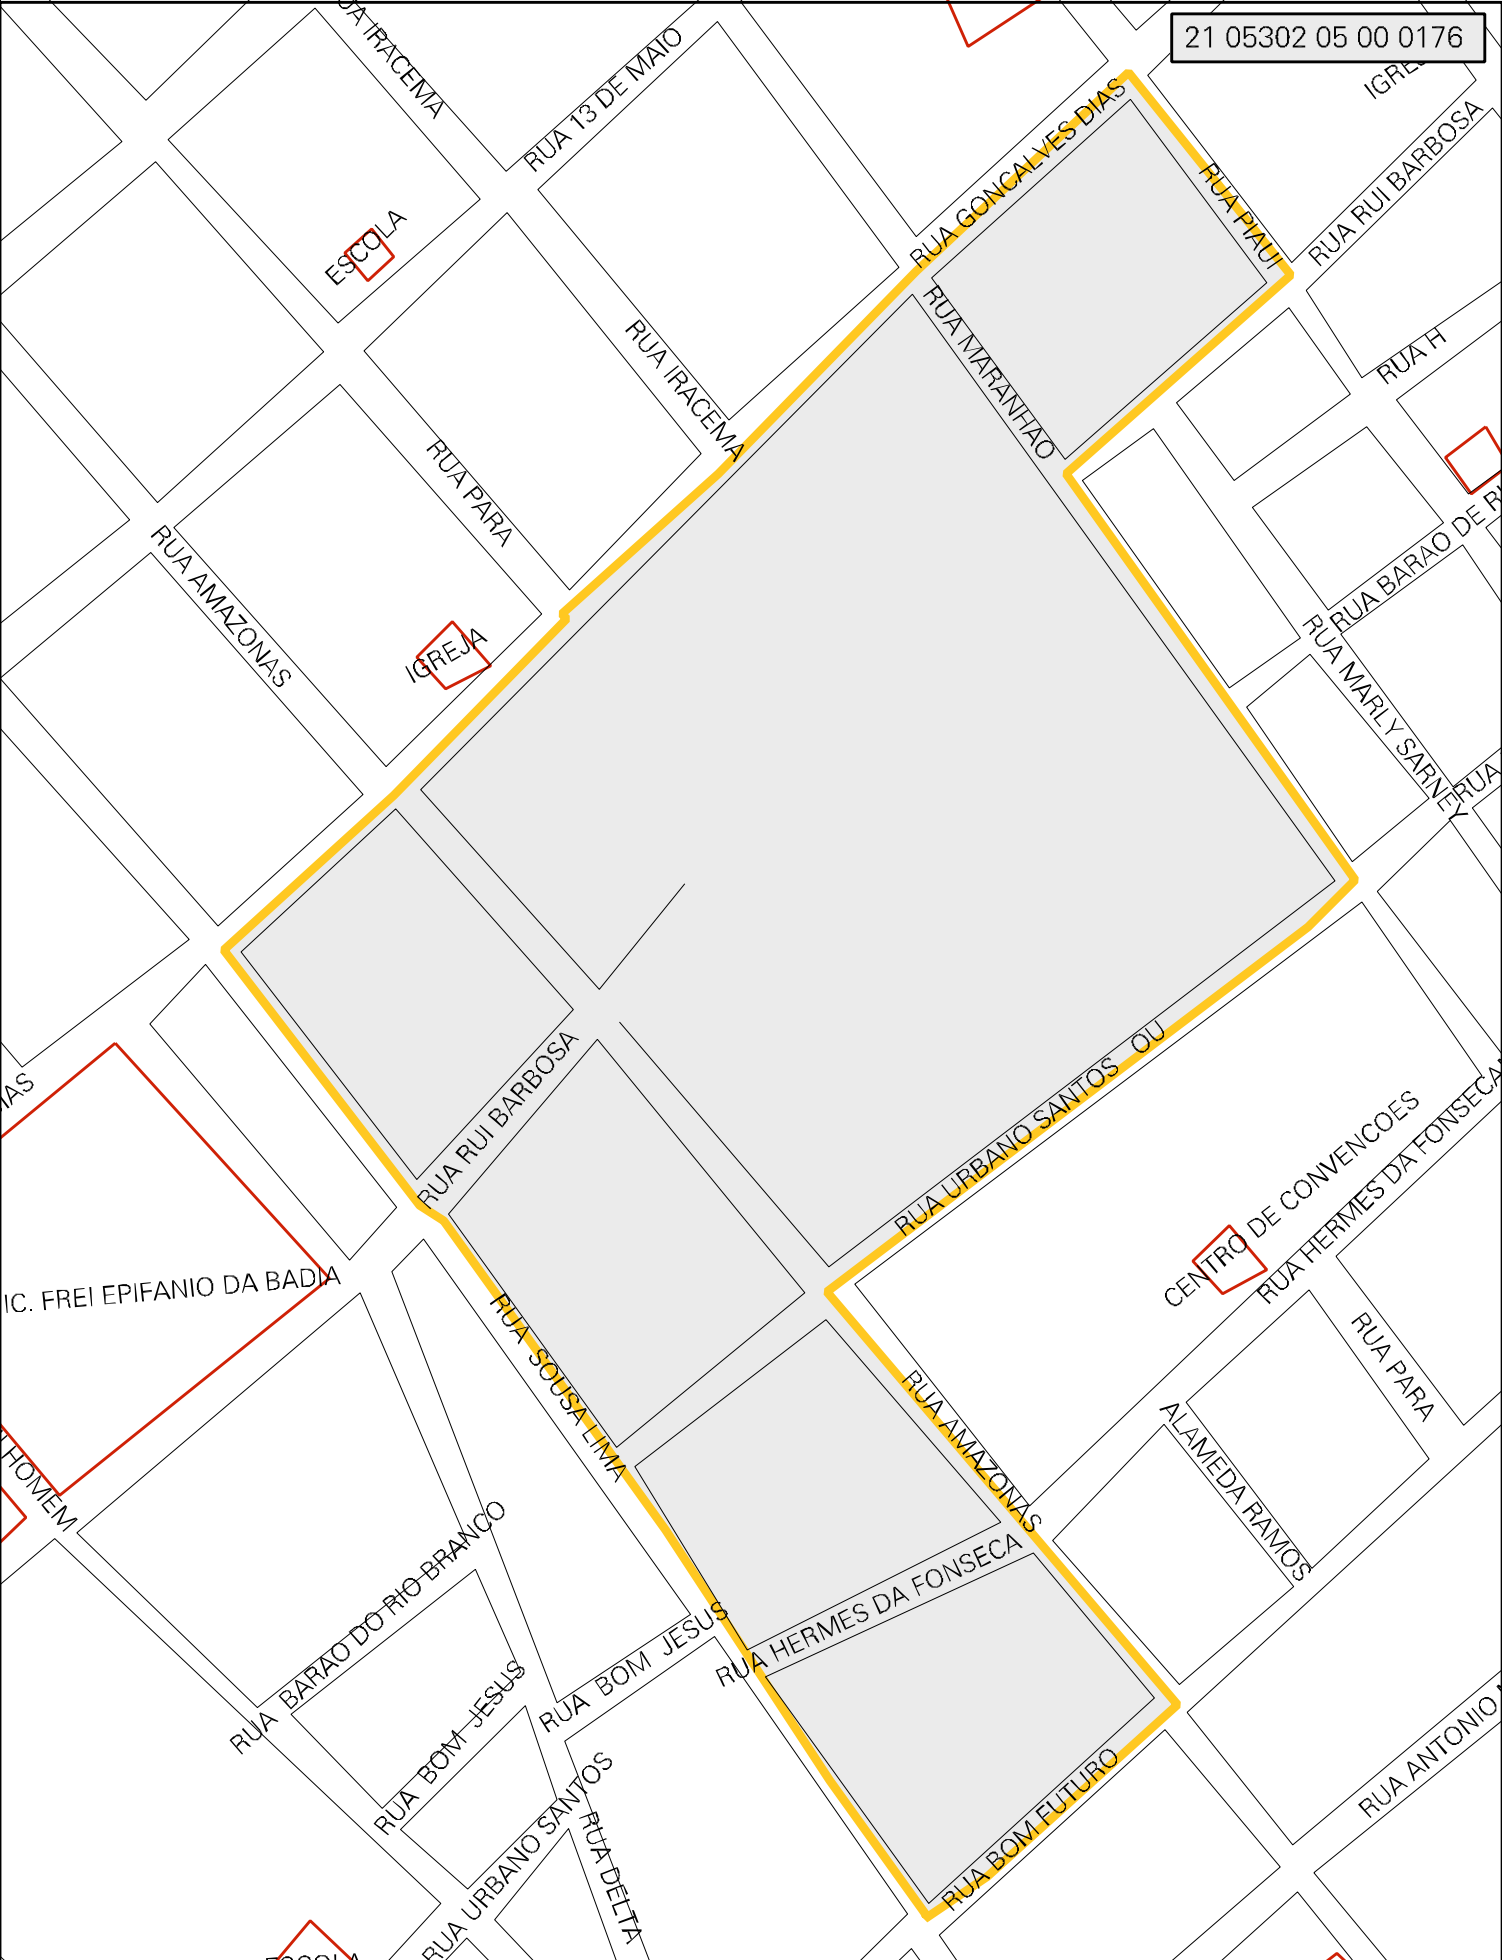 21 05302 05 00 0176
RUA IRACEMA
RUA 13 DE MAIO
RUA GONCALVES DIAS
RUA PIAUI
RUA RUI BARBOSA
ESCOLA
RUA MARANHAO
RUA H
RUA IRACEMA
RUA PARA
RUA AMAZONAS
RUA BARAO DE
IGREJA
RUA MARLY SARNEY
RUA
RUA RUI BARBOSA
RUA URBANO SANTOS OU
CENTRO DE CONVENCOES
RUA HERMES DA FONSECA
IC. FREI EPIFANIO DA BADIA
RUA SOUSA LIMA
RUA AMAZONAS
RUA PARA
ALAMEDA RAMOS
HOMEM
RUA BARAO DO RIO BRANCO
RUA HERMES DA FONSECA
RUA BOM JESUS
RUA BOM JESUS
RUA URBANO SANTOS
RUA DELTA
RUA BOM FUTURO
RUA ANTONIO